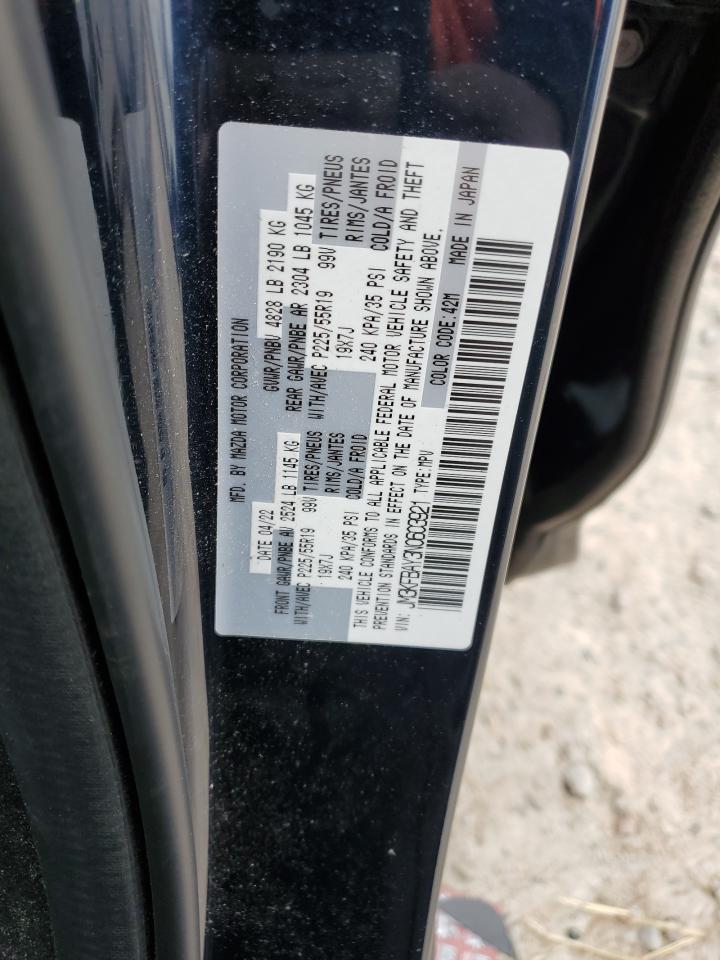 MFD. BY MAZDA MOTOR CORPORATION
DATE 04/22 GVWR/PNBV 4828 LB 2190 KG
FRONT GAWR/PNBE AV 2524 LB 1145 KG REAR GAWR/PNBE AR 2304 LB 1045 KG
WITH/AVEC P225/55R19 99V TIRES/PNEUS WITH/AVEC P225/55R19 99V TIRES/PNEUS
19X7J RIMS/JANTES 19X7J RIMS/JANTES
240 KPA/35 PSI COLD/A FROID 240 KPA/35 PSI COLD/A FROID
THIS VEHICLE CONFORMS TO ALL APPLICABLE FEDERAL MOTOR VEHICLE SAFETY AND THEFT
PREVENTION STANDARDS IN EFFECT ON THE DATE OF MANUFACTURE SHOWN ABOVE.
VIN: JM3KFBAY3N0603921 TYPE:MPV COLOR CODE:42M MADE IN JAPAN